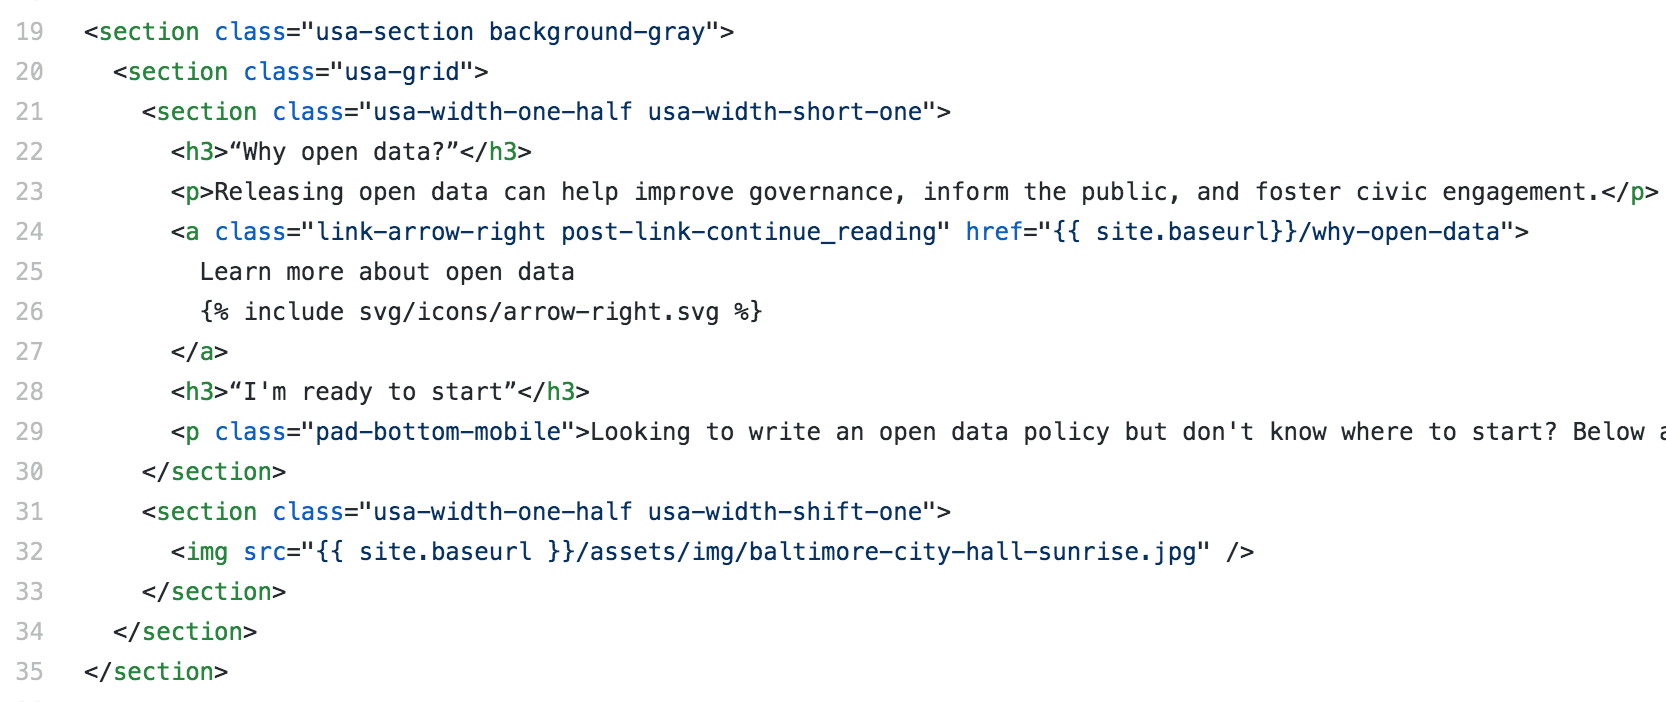 19 <section class="usa-section background-gray">
20 <section class="usa-grid">
21 <section class="usa-width-one-half usa-width-short-one">
22 <h3>“Why open data?”</h3>
23 <p>Releasing open data can help improve governance, inform the public, and foster civic engagement.</p>
24 <a class="link-arrow-right post-link-continue_reading" href="{{ site.baseurl}}/why-open-data">
25 Learn more about open data
26 {% include svg/icons/arrow-right.svg %}
27 </a>
28 <h3>“I'm ready to start”</h3>
29 <p class="pad-bottom-mobile">Looking to write an open data policy but don't know where to start? Below
30 </section>
31 <section class="usa-width-one-half usa-width-shift-one">
32 <img src="{{ site.baseurl }}/assets/img/baltimore-city-hall-sunrise.jpg" />
33 </section>
34 </section>
35 </section>